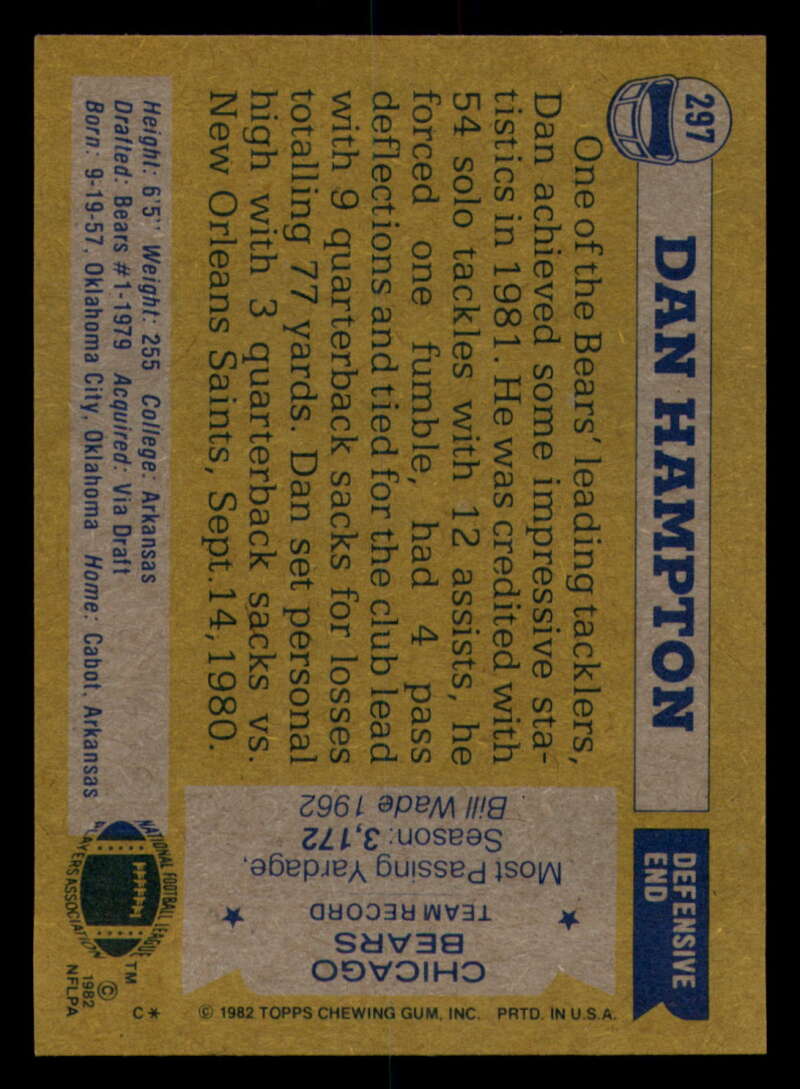 297
DAN HAMPTON
DEFENSIVE
END
One of the Bears' leading tacklers,
Dan achieved some impressive sta-
tistics in 1981. He was credited with
54 solo tackles with 12 assists, he
forced one fumble, had 4 pass
deflections and tied for the club lead
with 9 quarterback sacks for losses
totalling 77 yards. Dan set personal
high with 3 quarterback sacks vs.
New Orleans Saints, Sept.14,1980.
CHICAGO
BEARS
TEAM RECORD
Most Passing Yardage,
Season: 3,172
Bill Wade 1962
Height: 6'5" Weight: 255 College: Arkansas
Drafted: Bears #1-1979 Acquired: Via Draft
Born: 9-19-57, Oklahoma City, Oklahoma Home: Cabot, Arkansas
NATIONAL FOOTBALL LEAGUE
PLAYERS ASSOCIATION
TM
©
1982
NFLPA
C*
© 1982 TOPPS CHEWING GUM, INC. PRTD. IN U.S.A.